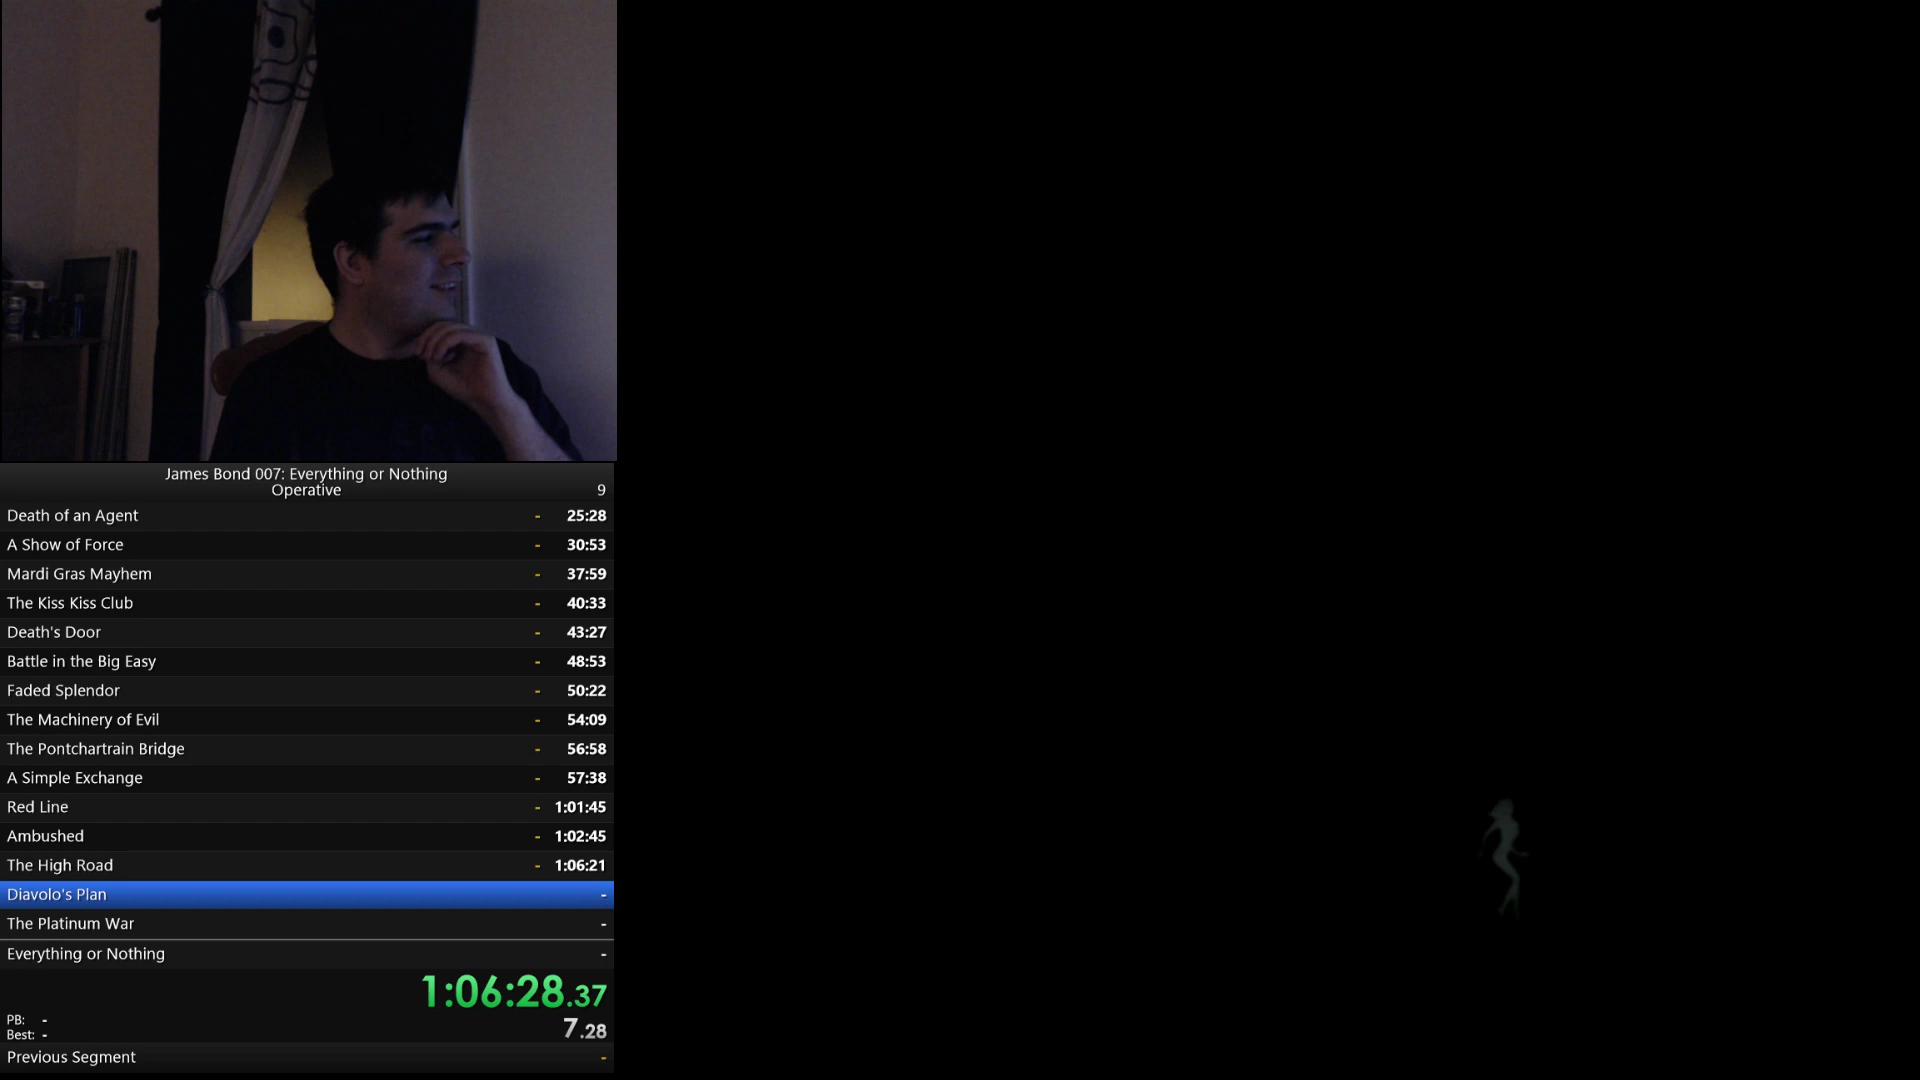 James Bond 007: Everything or Nothing
Operative 9
Death of an Agent - 25:28
A Show of Force - 30:53
Mardi Gras Mayhem - 37:59
The Kiss Kiss Club - 40:33
Death's Door - 43:27
Battle in the Big Easy - 48:53
Faded Splendor - 50:22
The Machinery of Evil - 54:09
The Pontchartrain Bridge - 56:58
A Simple Exchange - 57:38
Red Line - 1:01:45
Ambushed - 1:02:45
The High Road - 1:06:21
Diavolo's Plan -
The Platinum War -
Everything or Nothing -
1:06:28.37
PB: -
Best: - 7.28
Previous Segment -